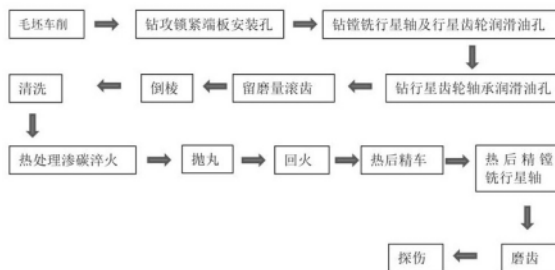 毛坯车削
钻攻锁紧端板安装孔
钻镗铣行星轴及行星齿轮润滑油孔
清洗
倒棱
留磨量滚齿
钻行星齿轮轴承润滑油孔
热处理渗碳淬火
抛丸
回火
热后精车
热后精镗
铣行星轴
探伤
磨齿